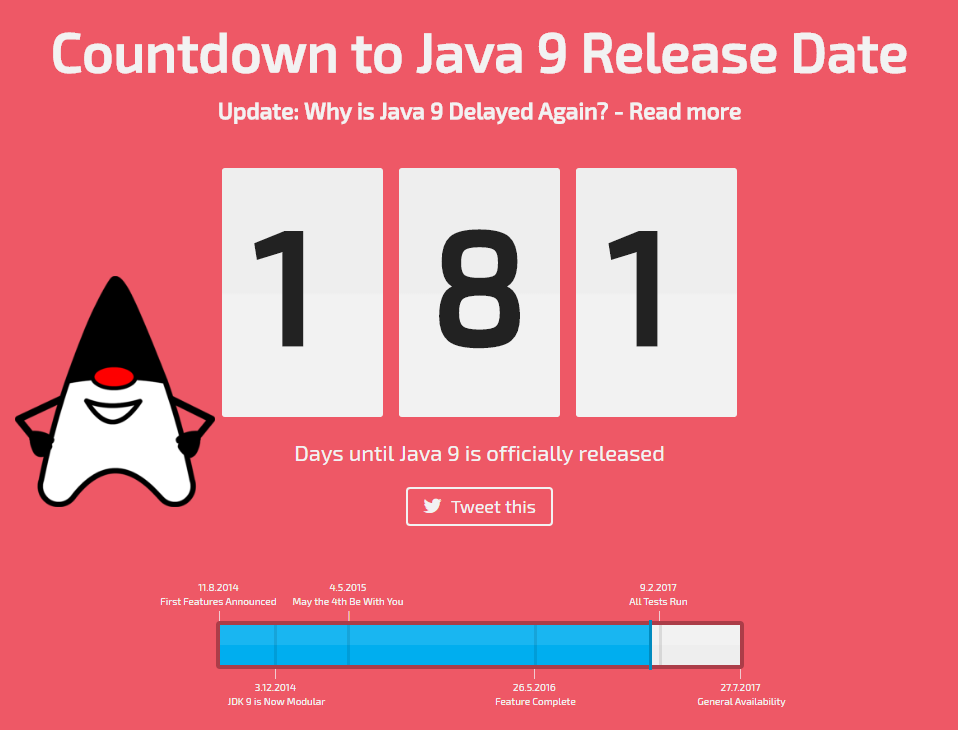 Countdown to Java 9 Release Date
Update: Why is Java 9 Delayed Again? - Read more
1 8 1
Days until Java 9 is officially released
Tweet this
11.8.2014 4.5.2015 9.2.2017
First Features Announced May the 4th Be With You All Tests Run
3.12.2014 26.5.2016 27.7.2017
JDK 9 is Now Modular Feature Complete General Availability